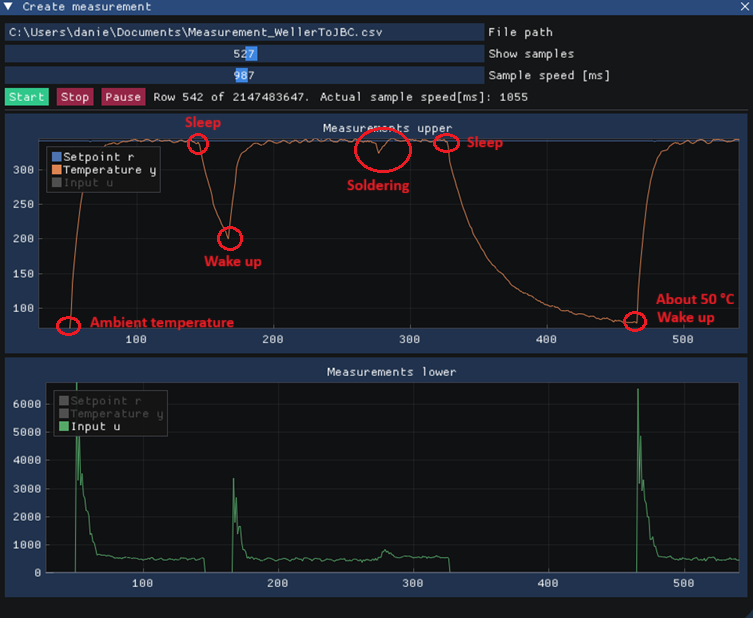 Create measurement
C:\Users\danie\Documents\Measurement_WellerToJBC.csv File path
527 Show samples
987 Sample speed [ms]
Start Stop Pause Row 542 of 2147483647. Actual sample speed[ms]: 1055
Measurements upper
Sleep
Sleep
Setpoint r
Temperature y
Input u
Soldering
Wake up
About 50 °C
Wake up
Ambient temperature
300
250
200
150
100
100 200 300 400 500
Measurements lower
Setpoint r
Temperature y
Input u
6000
5000
4000
3000
2000
1000
0
100 200 300 400 500